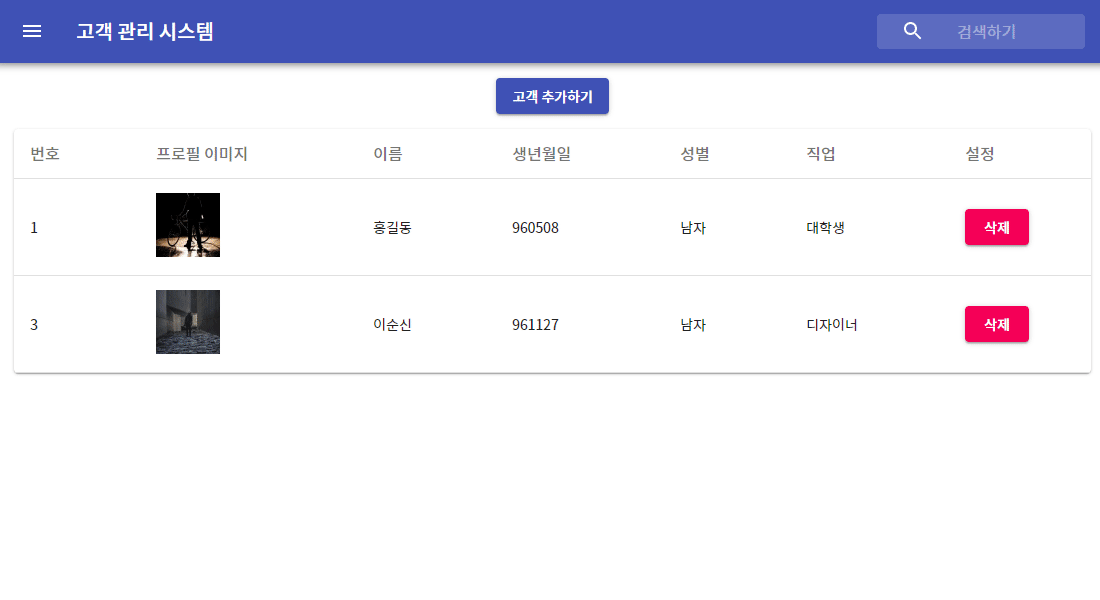 고객 관리 시스템
검색하기
고객 추가하기
번호 프로필 이미지 이름 생년월일 성별 직업 설정
1 홍길동 960508 남자 대학생 삭제
3 이순신 961127 남자 디자이너 삭제